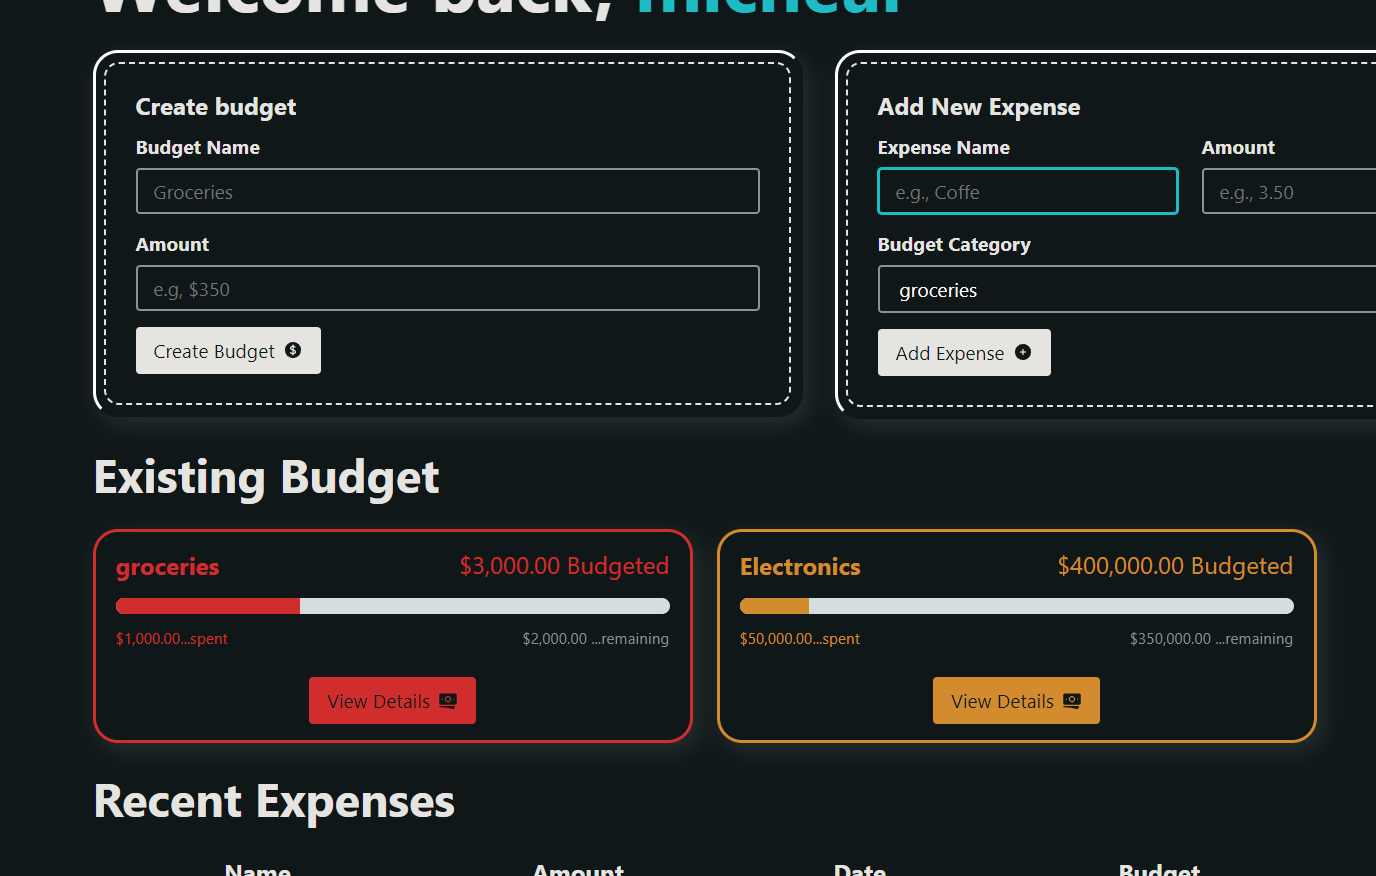 Welcome back, micheal
Create budget
Budget Name
Groceries
Amount
e.g, $350
Create Budget
Add New Expense
Expense Name
Amount
e.g., Coffe
e.g., 3.50
Budget Category
groceries
Add Expense
Existing Budget
groceries
$3,000.00 Budgeted
$1,000.00...spent
$2,000.00 ...remaining
View Details
Electronics
$400,000.00 Budgeted
$50,000.00...spent
$350,000.00 ...remaining
View Details
Recent Expenses
Name Amount Date Budget